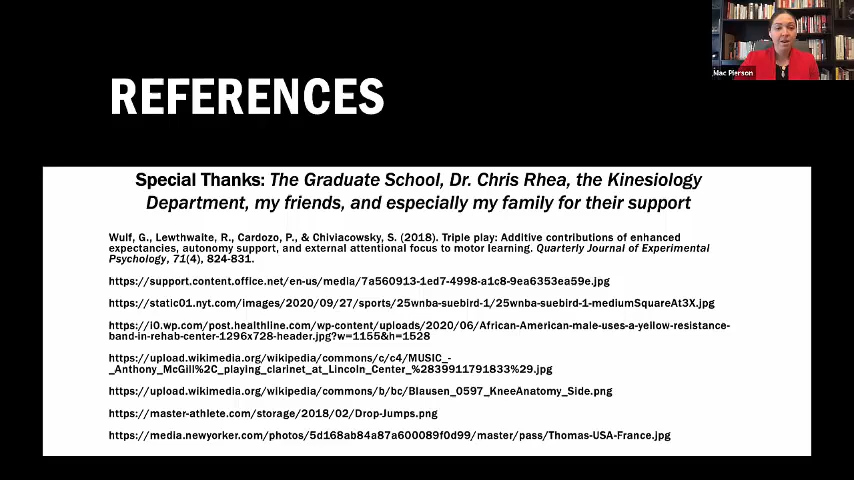 Mac Pierson
REFERENCES
Special Thanks: The Graduate School, Dr. Chris Rhea, the Kinesiology
Department, my friends, and especially my family for their support
Wulf, G., Lewthwaite, R., Cardozo, P., & Chiviacowsky, S. (2018). Triple play: Additive contributions of enhanced
expectancies, autonomy support, and external attentional focus to motor learning. Quarterly Journal of Experimental
Psychology, 71(4), 824-831.
https://support.content.office.net/en-us/media/7a560913-1ed7-4998-a1c8-9ea6353ea59e.jpg
https://static01.nyt.com/images/2020/09/27/sports/25wnba-suebird-1/25wnba-suebird-1-mediumSquareAt3X.jpg
https://i0.wp.com/post.healthline.com/wp-content/uploads/2020/06/African-American-male-uses-a-yellow-resistance-
band-in-rehab-center-1296x728-header.jpg?w=1155&h=1528
https://upload.wikimedia.org/wikipedia/commons/c/c4/MUSIC_-
_Anthony_McGill%2C_playing_clarinet_at_Lincoln_Center_%2839911791833%29.jpg
https://upload.wikimedia.org/wikipedia/commons/b/bc/Blausen_0597_KneeAnatomy_Side.png
https://master-athlete.com/storage/2018/02/Drop-Jumps.png
https://media.newyorker.com/photos/5d168ab84a87a600089f0d99/master/pass/Thomas-USA-France.jpg